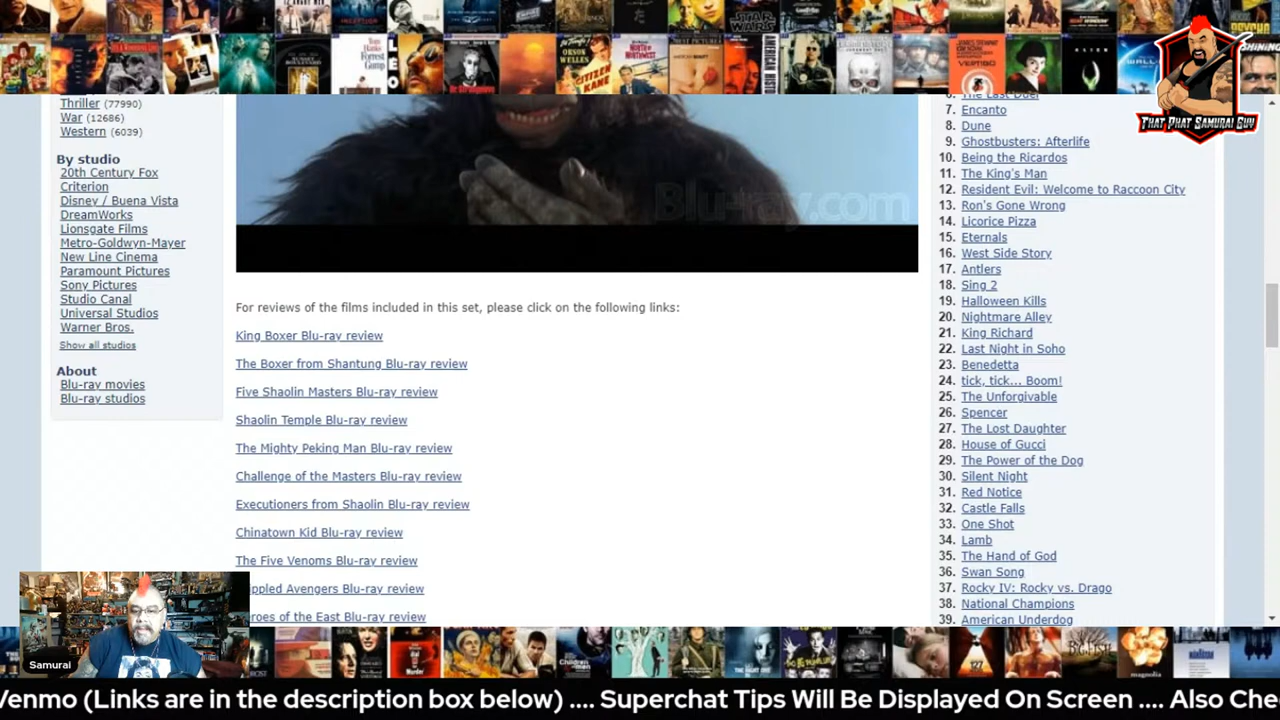 THAT PHAT SAMURAI GUY
Thriller (77990)
War (12686)
Western (6039)
By studio
20th Century Fox
Criterion
Disney / Buena Vista
DreamWorks
Lionsgate Films
Metro-Goldwyn-Mayer
New Line Cinema
Paramount Pictures
Sony Pictures
Studio Canal
Universal Studios
Warner Bros.
Show all studios
About
Blu-ray movies
Blu-ray studios
Blu-ray.com
For reviews of the films included in this set, please click on the following links:
King Boxer Blu-ray review
The Boxer from Shantung Blu-ray review
Five Shaolin Masters Blu-ray review
Shaolin Temple Blu-ray review
The Mighty Peking Man Blu-ray review
Challenge of the Masters Blu-ray review
Executioners from Shaolin Blu-ray review
Chinatown Kid Blu-ray review
The Five Venoms Blu-ray review
Avengers Blu-ray review
of the East Blu-ray review
6. The Last Duel
7. Encanto
8. Dune
9. Ghostbusters: Afterlife
10. Being the Ricardos
11. The King's Man
12. Resident Evil: Welcome to Raccoon City
13. Ron's Gone Wrong
14. Licorice Pizza
15. Eternals
16. West Side Story
17. Antlers
18. Sing 2
19. Halloween Kills
20. Nightmare Alley
21. King Richard
22. Last Night in Soho
23. Benedetta
24. tick, tick... Boom!
25. The Unforgivable
26. Spencer
27. The Lost Daughter
28. House of Gucci
29. The Power of the Dog
30. Silent Night
31. Red Notice
32. Castle Falls
33. One Shot
34. Lamb
35. The Hand of God
36. Swan Song
37. Rocky IV: Rocky vs. Drago
38. National Champions
39. American Underdog
Samurai
Venmo (Links are in the description box below) .... Superchat Tips Will Be Displayed On Screen .... Also Che